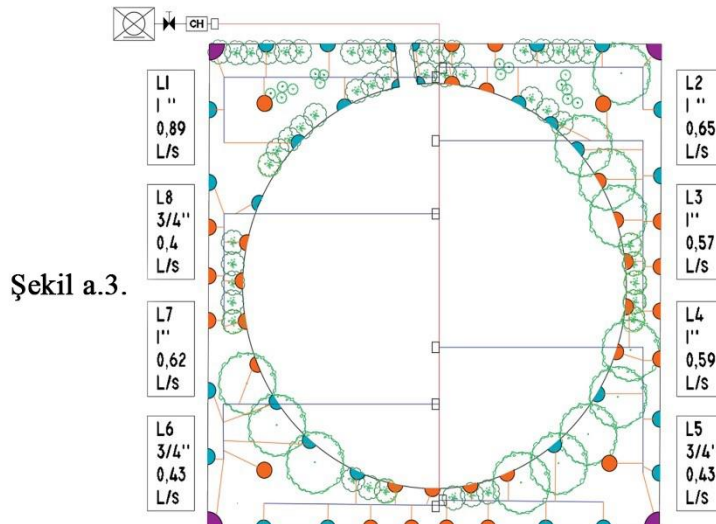 CH
L1
1"
0,89
L/s
L2
1"
0,65
L/s
L8
3/4"
0,4
L/s
L3
1"
0,57
L/s
Şekil a.3.
L7
1"
0,62
L/s
L4
1"
0,59
L/s
L6
3/4"
0,43
L/s
L5
3/4"
0,43
L/s